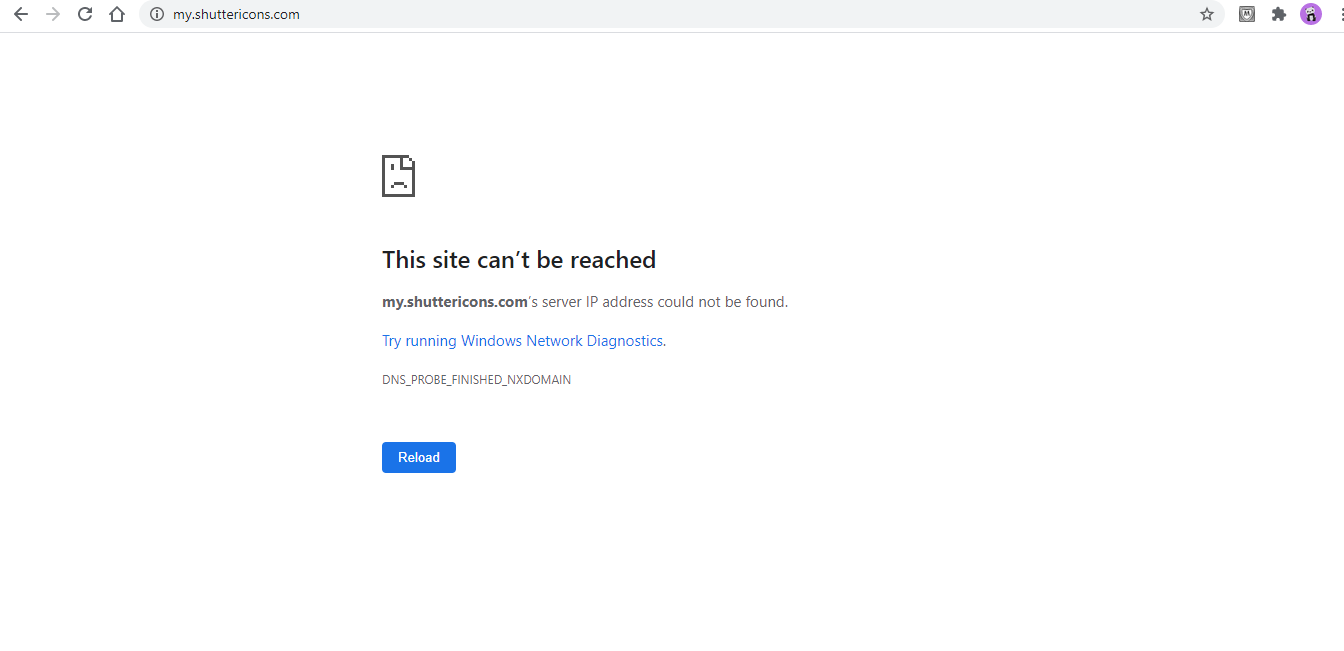 my.shuttericons.com
This site can’t be reached
my.shuttericons.com’s server IP address could not be found.
Try running Windows Network Diagnostics.
DNS_PROBE_FINISHED_NXDOMAIN
Reload